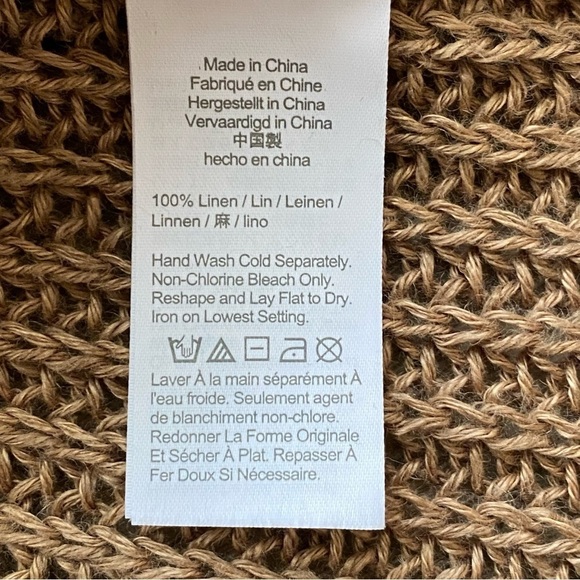 Made in China
Fabriqué en Chine
Hergestellt in China
Vervaardigd in China
中国製
hecho en china
100% Linen / Lin / Leinen /
Linnen / 麻 / lino
Hand Wash Cold Separately.
Non-Chlorine Bleach Only.
Reshape and Lay Flat to Dry.
Iron on Lowest Setting.
Laver À la main séparément À
l'eau froide. Seulement agent
de blanchiment non-chlore.
Redonner La Forme Originale
Et Sécher À Plat. Repasser À
Fer Doux Si Nécessaire.